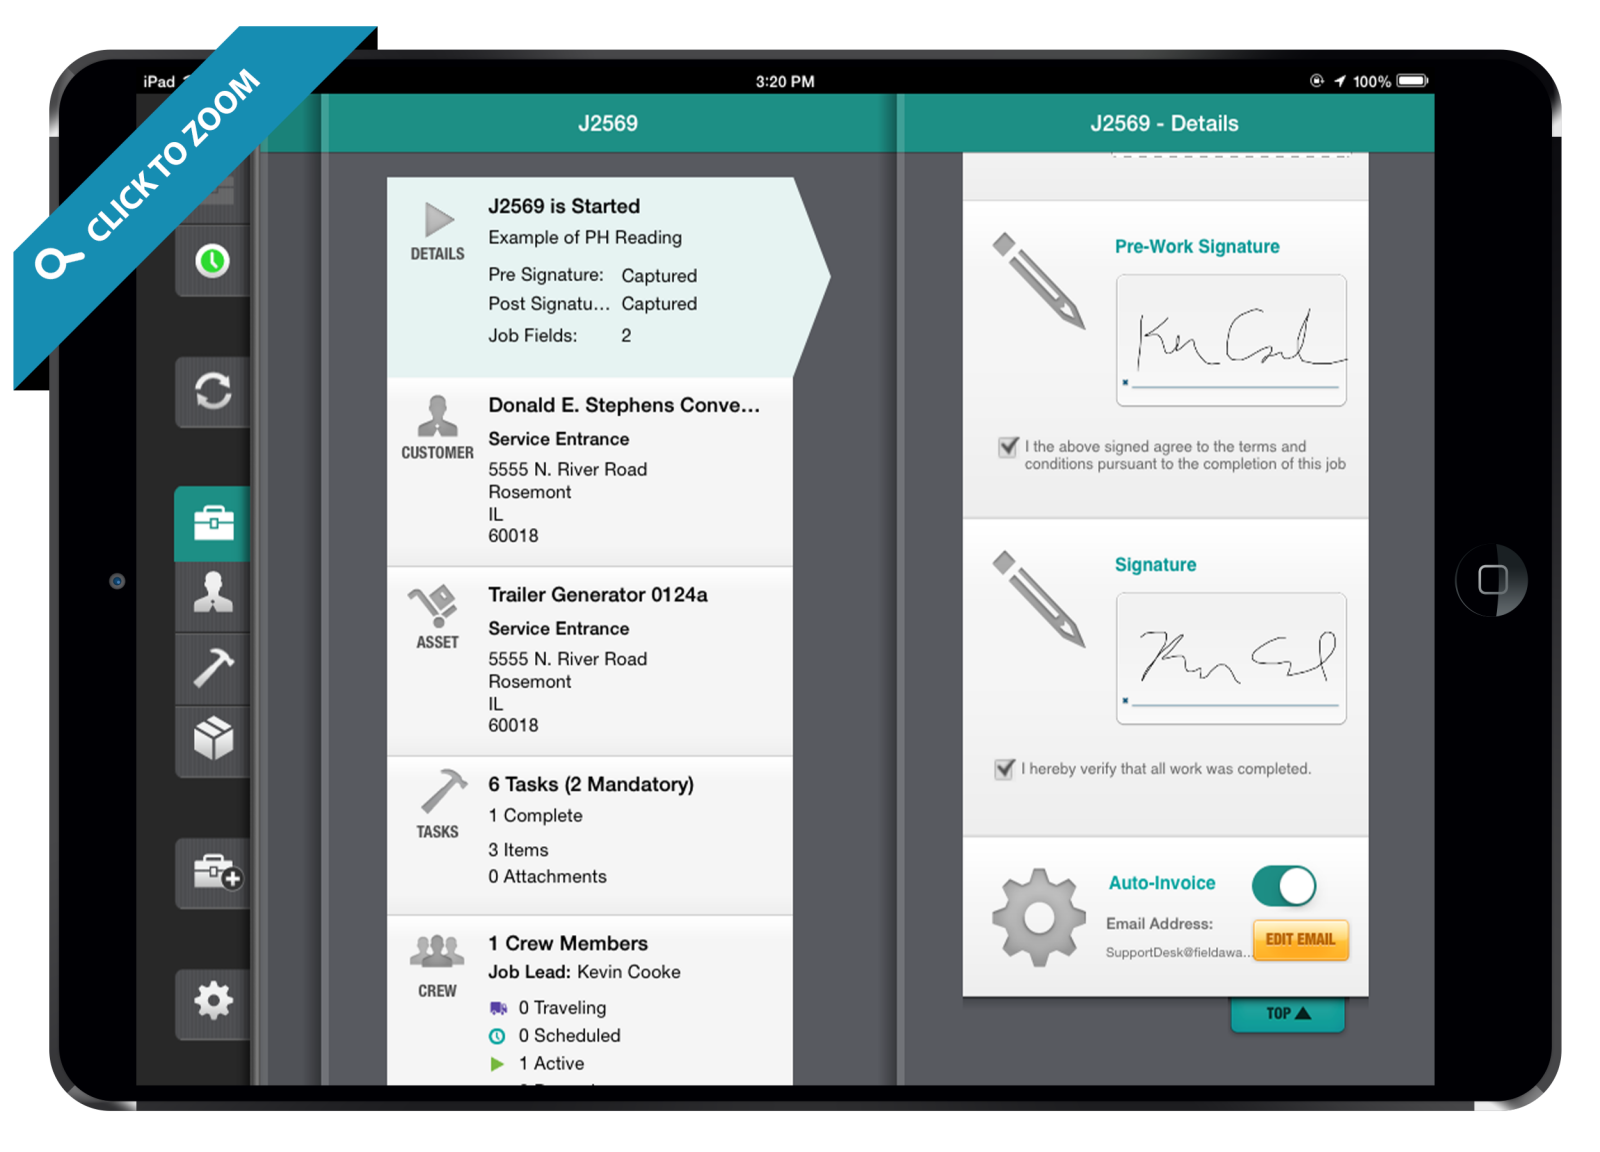 CLICK TO ZOOM
iPad
3:20 PM
100%
J2569
J2569 - Details
J2569 is Started
Example of PH Reading
DETAILS
Pre Signature: Captured
Post Signatu... Captured
Job Fields: 2
Donald E. Stephens Conve...
CUSTOMER
Service Entrance
5555 N. River Road
Rosemont
IL
60018
Trailer Generator 0124a
ASSET
Service Entrance
5555 N. River Road
Rosemont
IL
60018
6 Tasks (2 Mandatory)
TASKS
1 Complete
3 Items
0 Attachments
1 Crew Members
Job Lead: Kevin Cooke
CREW
0 Traveling
0 Scheduled
1 Active
Pre-Work Signature
I the above signed agree to the terms and
conditions pursuant to the completion of this job
Signature
I hereby verify that all work was completed.
Auto-Invoice
Email Address:
SupportDesk@fieldawa...
EDIT EMAIL
TOP